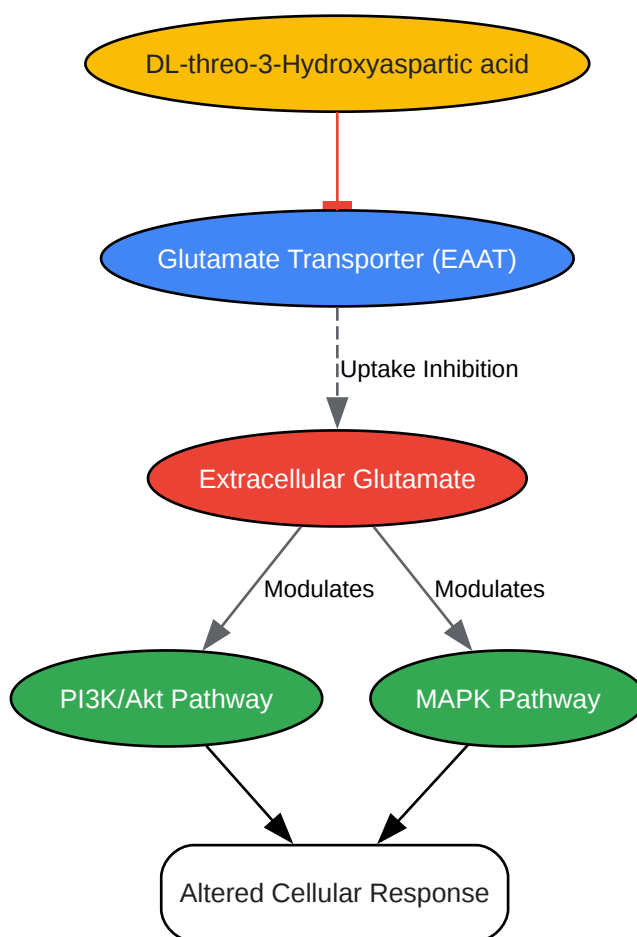 DL-threo-3-Hydroxyaspartic acid
Glutamate Transporter (EAAT)
Uptake Inhibition
Extracellular Glutamate
Modulates
Modulates
PI3K/Akt Pathway
MAPK Pathway
Altered Cellular Response